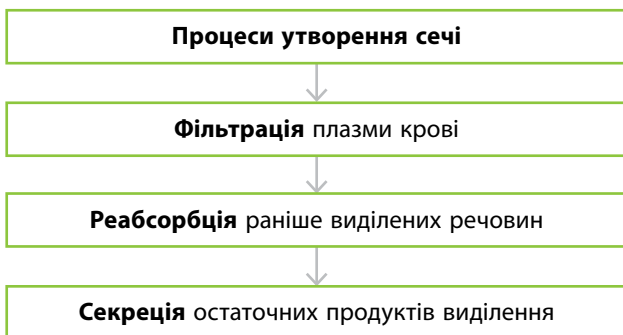 Процеси утворення сечі
Фільтрація плазми крові
Реабсорбція раніше виділених речовин
Секреція остаточних продуктів виділення